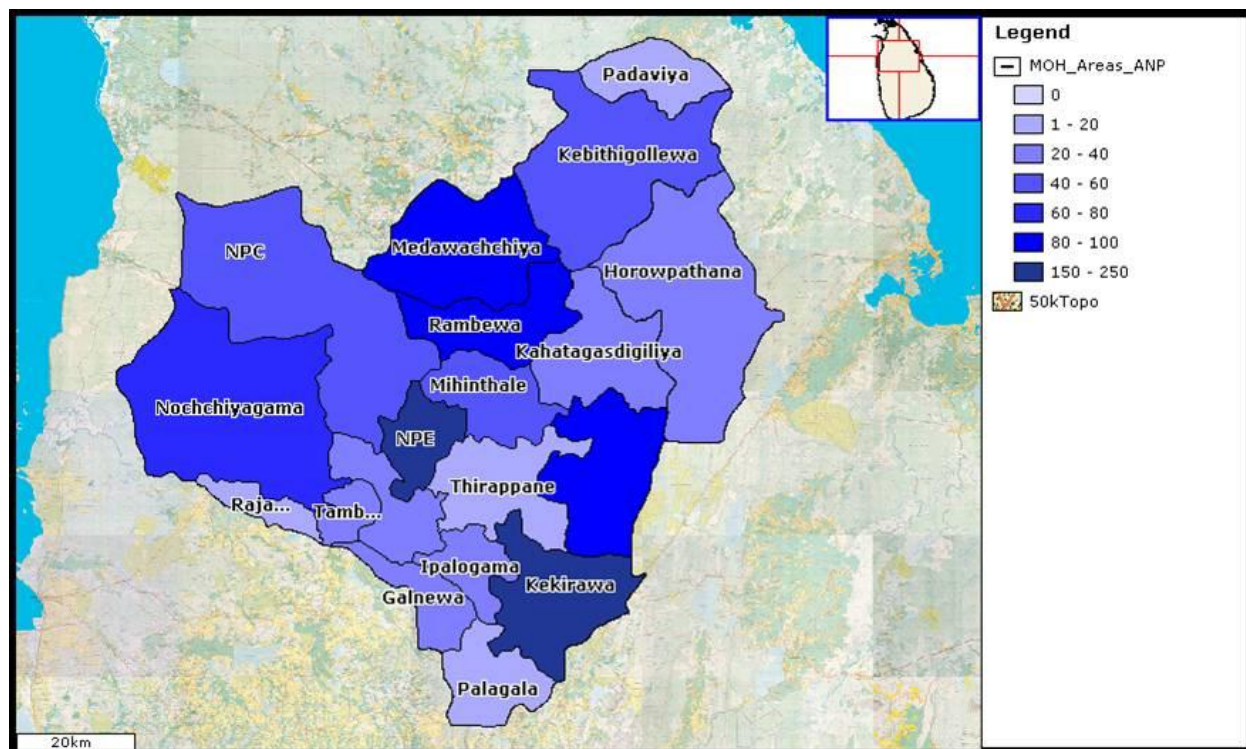 Padaviya
Kebithigollewa
NPC
Medawachchiya
Horowpathana
Rambewa
Kahatagasdigiliya
Mihinthale
Nochchiyagama
NPE
Thirappane
Raja...
Tamb...
Ipalogama
Kekirawa
Galnewa
Palagala
20km
Legend
MOH_Areas_ANP
0
1 - 20
20 - 40
40 - 60
60 - 80
80 - 100
150 - 250
50kTopo